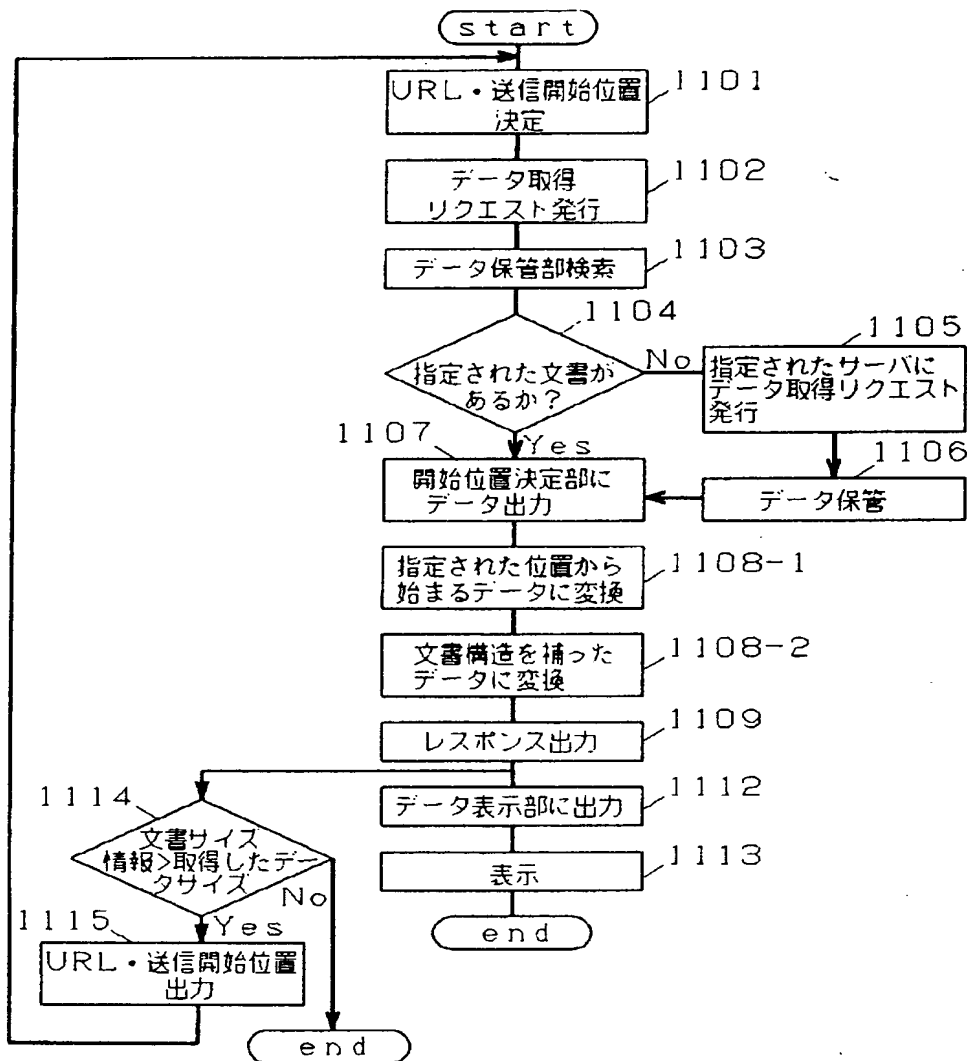 start
1101
URL・送信開始位置
決定
1102
データ取得
リクエスト発行
1103
データ保管部検索
1104
指定された文書が
あるか？
No
Yes
1105
指定されたサーバに
データ取得リクエスト
発行
1106
データ保管
1107
開始位置決定部に
データ出力
1108-1
指定された位置から
始まるデータに変換
1108-2
文書構造を補った
データに変換
1109
レスポンス出力
1112
データ表示部に出力
1113
表示
end
1114
文書サイズ
情報>取得したデー
タサイズ
No
Yes
1115
URL・送信開始位置
出力
end